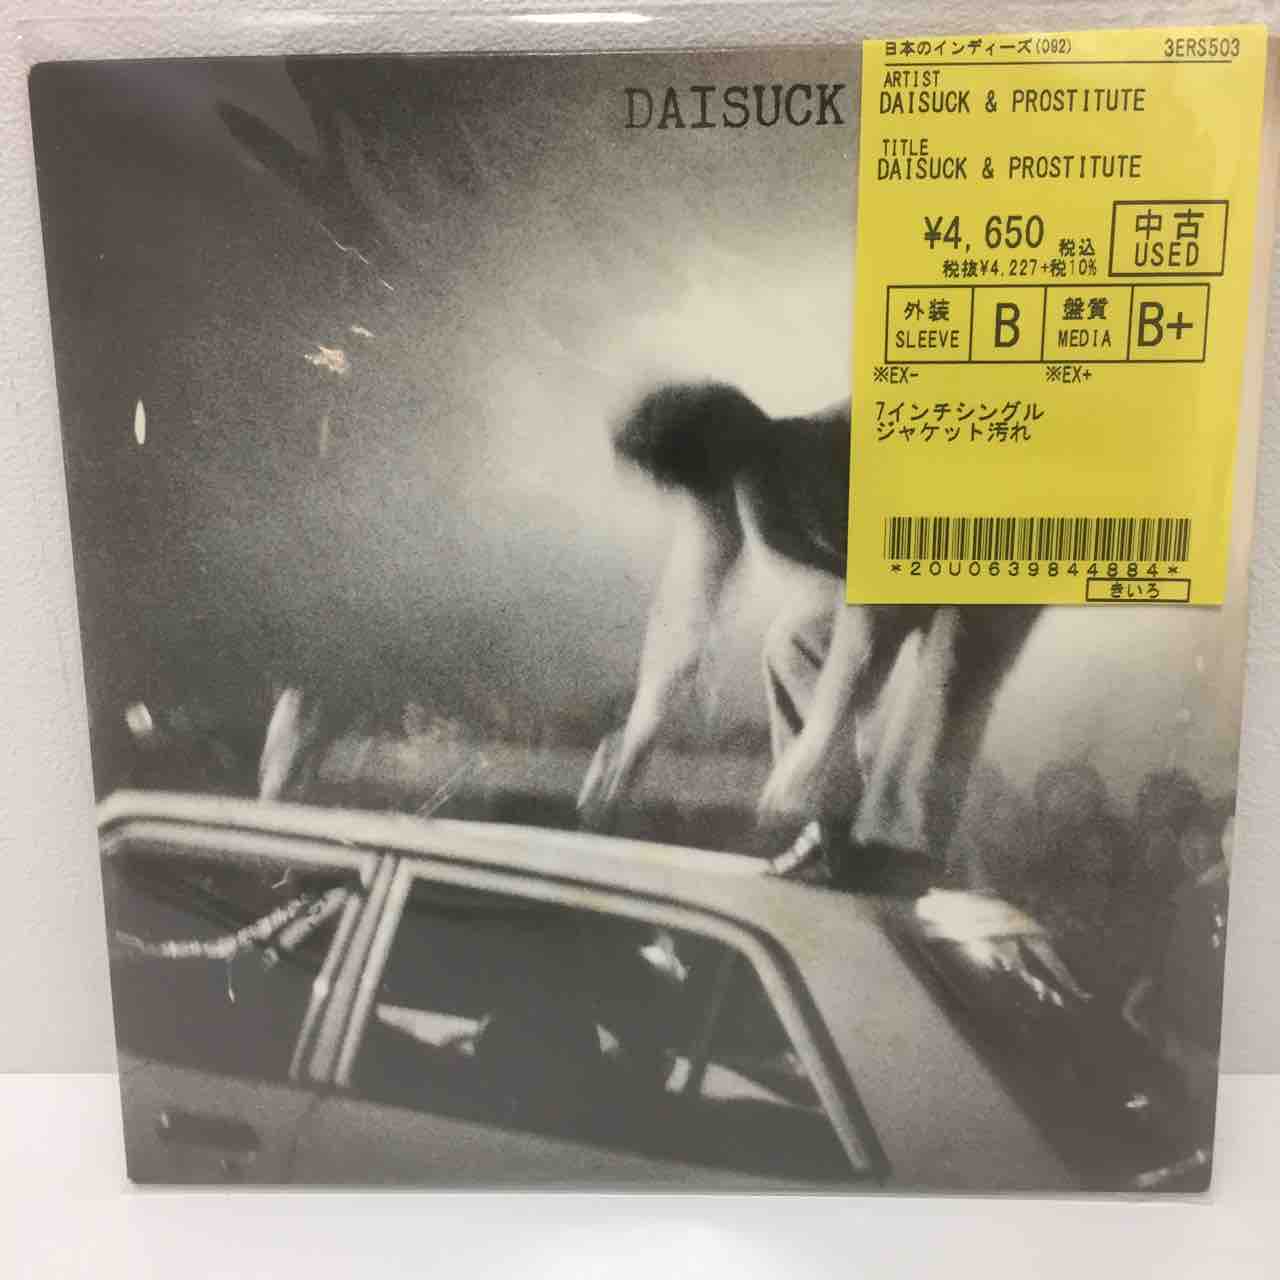 DAISUCK
日本のインディーズ(092) 3ERS503
ARTIST
DAISUCK & PROSTITUTE
TITLE
DAISUCK & PROSTITUTE
¥4,650 税込
税抜¥4,227+税10%
中古
USED
外装
SLEEVE
B
盤質
MEDIA
B+
※EX- ※EX+
7インチシングル
ジャケット汚れ
*20U0639844884*
きいろ